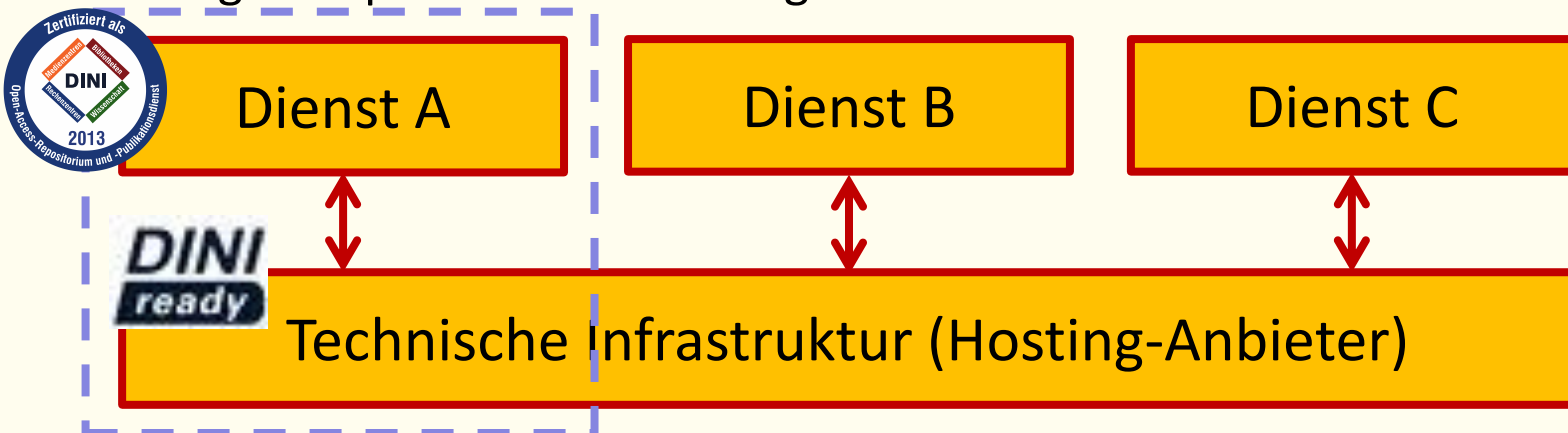 Zertifiziert als
Open-Access-Repositorium und -Publikationsdienst
Medienzentren
Bibliotheken
DINI
Rechenzentren
Wissenschaft
2013
Dienst A
Dienst B
Dienst C
DINI
ready
Technische Infrastruktur (Hosting-Anbieter)